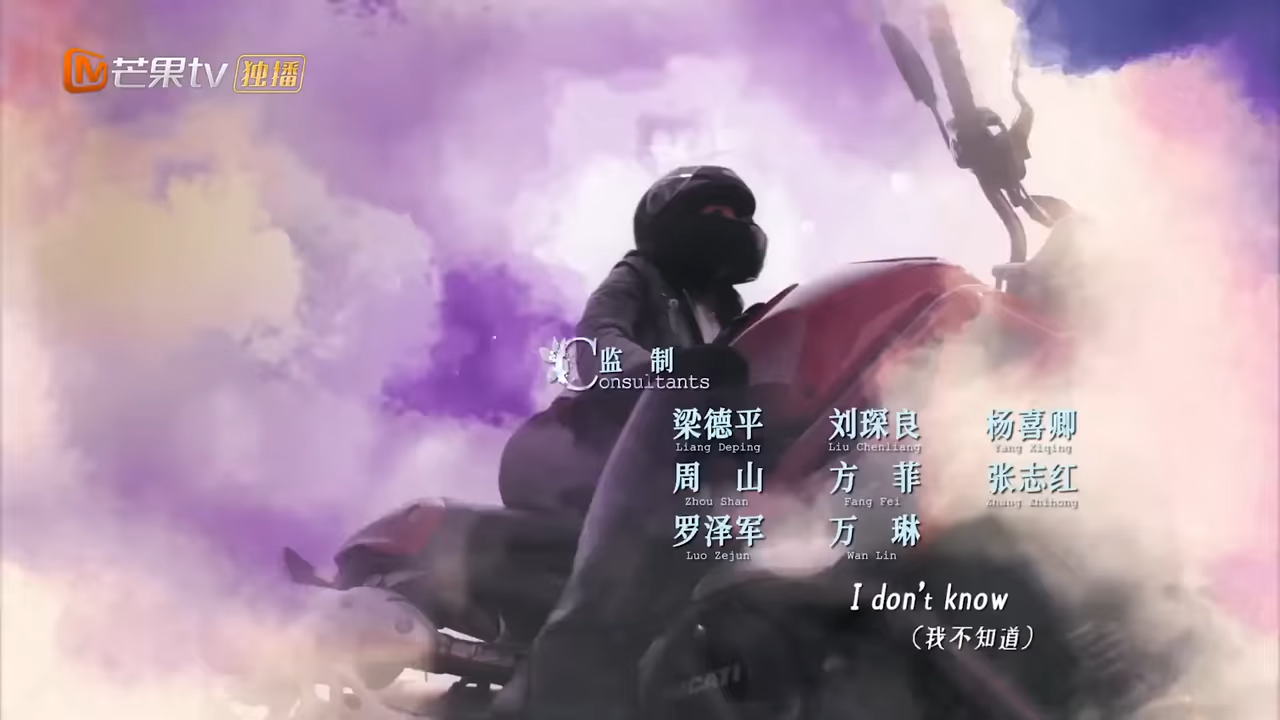 芒果tv 独播
监 制
Consultants
梁德平 刘琛良 杨喜卿
Liang Deping Liu Chenliang Yang Xiqing
周 山 方 菲 张志红
Zhou Shan Fang Fei Zhang Zhihong
罗泽军 万 琳
Luo Zejun Wan Lin
I don't know
（我不知道）